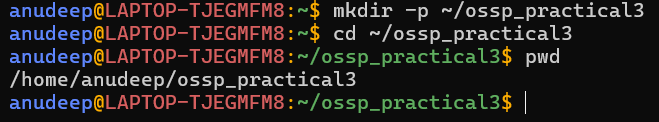 anudeep@LAPTOP-TJEGMFM8:~$ mkdir -p ~/ossp_practical3
anudeep@LAPTOP-TJEGMFM8:~$ cd ~/ossp_practical3
anudeep@LAPTOP-TJEGMFM8:~/ossp_practical3$ pwd
/home/anudeep/ossp_practical3
anudeep@LAPTOP-TJEGMFM8:~/ossp_practical3$